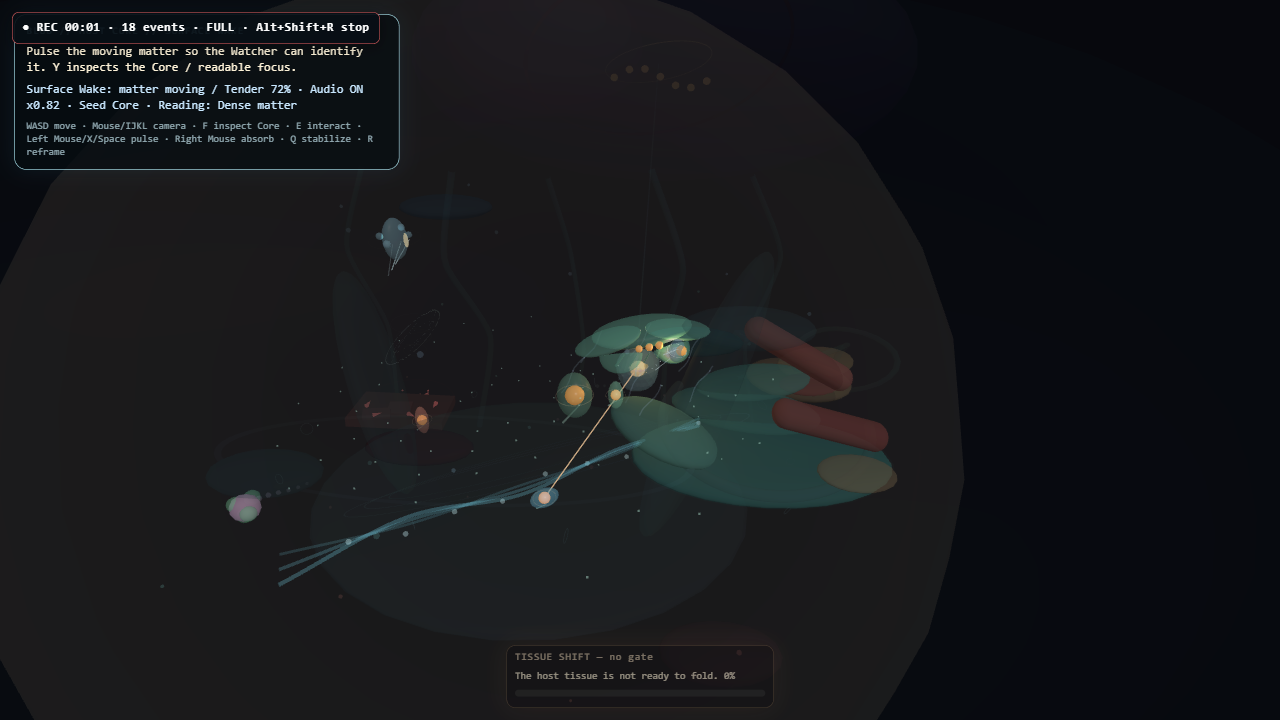 ● REC 00:01 · 18 events · FULL · Alt+Shift+R stop
Pulse the moving matter so the Watcher can identify
it. Y inspects the Core / readable focus.
Surface Wake: matter moving / Tender 72% · Audio ON
x0.82 · Seed Core · Reading: Dense matter
WASD move · Mouse/IJKL camera · F inspect Core · E interact ·
Left Mouse/X/Space pulse · Right Mouse absorb · Q stabilize · R
reframe
TISSUE SHIFT — no gate
The host tissue is not ready to fold. 0%